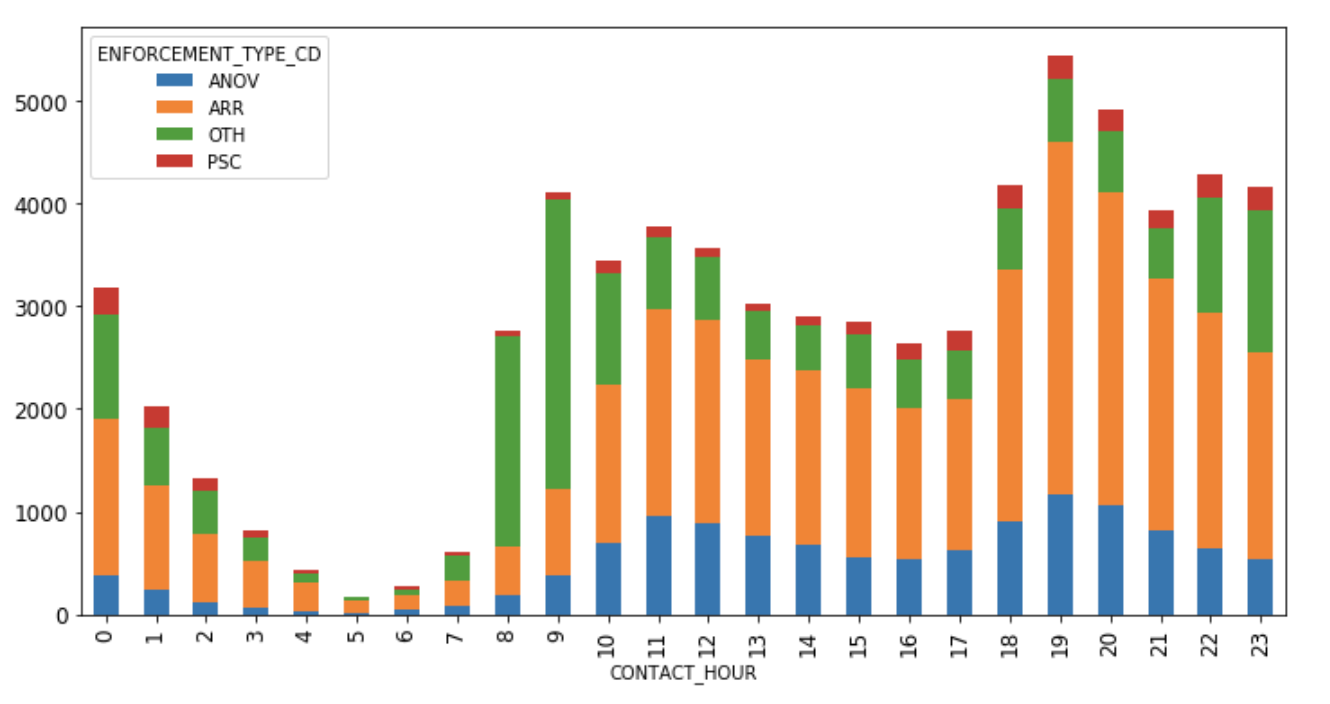 ENFORCEMENT_TYPE_CD
ANOV
ARR
OTH
PSC
5000
4000
3000
2000
1000
0
0 1 2 3 4 5 6 7 8 9 10 11 12 13 14 15 16 17 18 19 20 21 22 23
CONTACT_HOUR